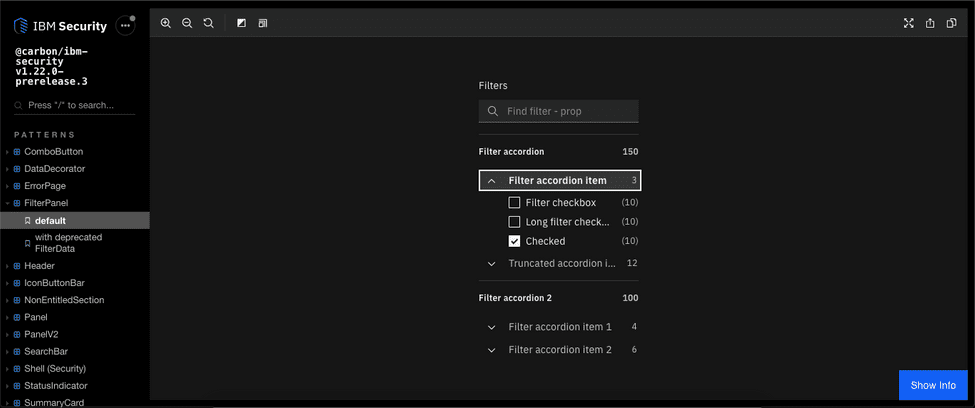 IBM Security
@carbon/ibm-
security
v1.22.0-
prerelease.3
Press "/" to search...
PATTERNS
ComboButton
DataDecorator
ErrorPage
FilterPanel
default
with deprecated
FilterData
Header
IconButtonBar
NonEntitledSection
Panel
PanelV2
SearchBar
Shell (Security)
StatusIndicator
SummaryCard
Filters
Find filter - prop
Filter accordion 150
Filter accordion item 3
Filter checkbox (10)
Long filter check... (10)
Checked (10)
Truncated accordion i... 12
Filter accordion 2 100
Filter accordion item 1 4
Filter accordion item 2 6
Show Info